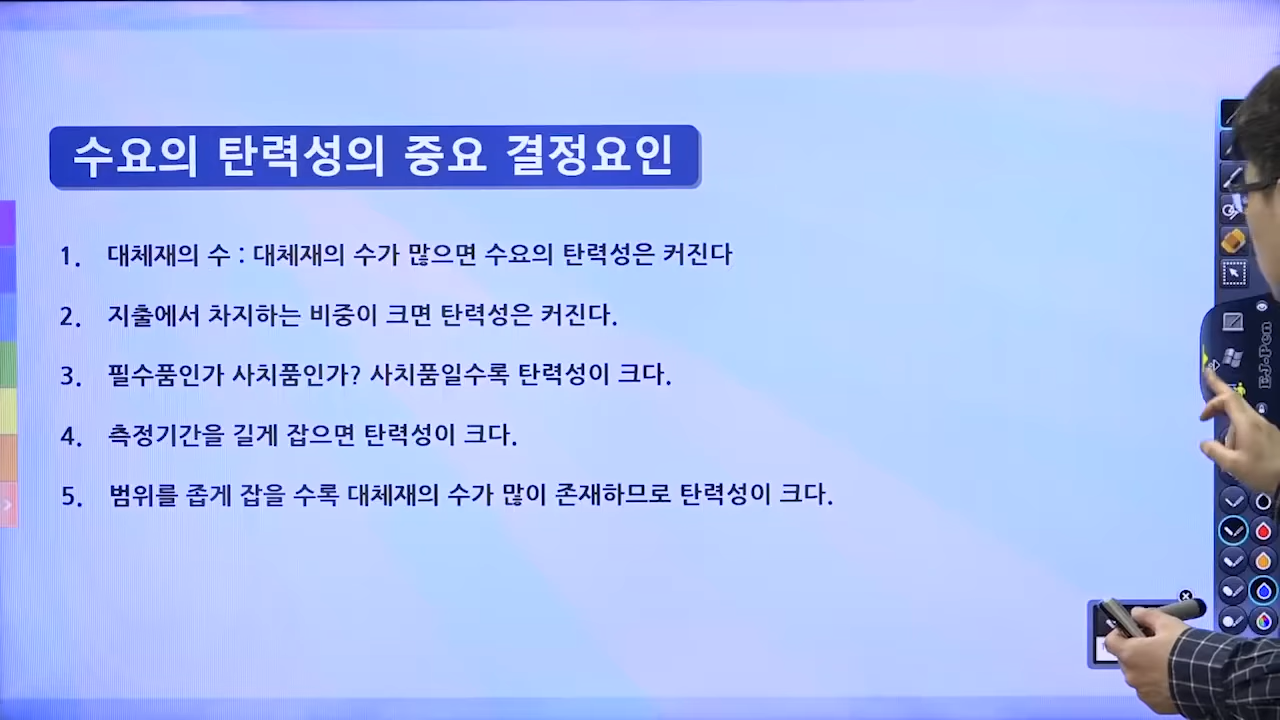 수요의 탄력성의 중요 결정요인
1. 대체재의 수 : 대체재의 수가 많으면 수요의 탄력성은 커진다
2. 지출에서 차지하는 비중이 크면 탄력성은 커진다.
3. 필수품인가 사치품인가? 사치품일수록 탄력성이 크다.
4. 측정기간을 길게 잡으면 탄력성이 크다.
5. 범위를 좁게 잡을 수록 대체재의 수가 많이 존재하므로 탄력성이 크다.
EJ-Pen